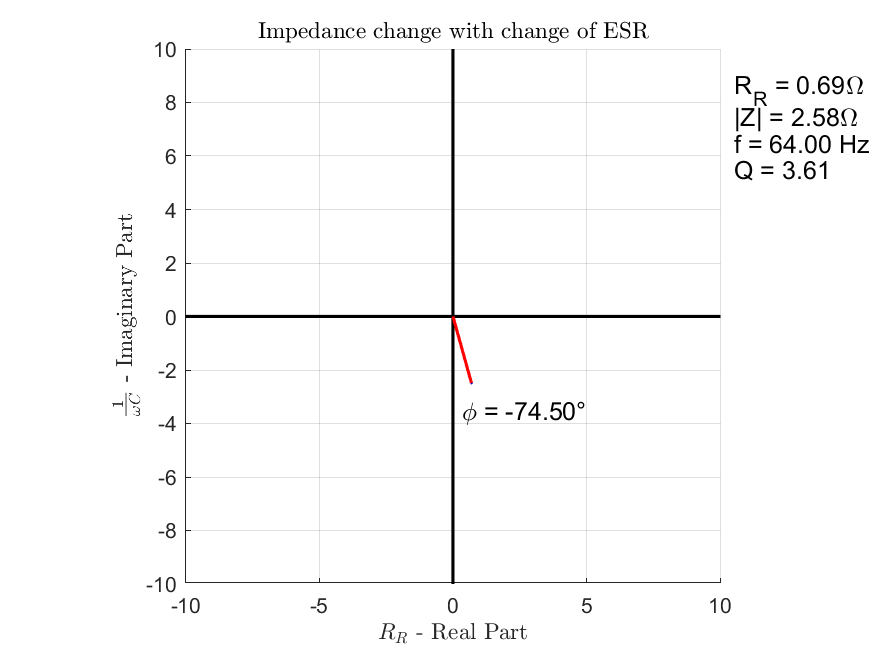 Impedance change with change of ESR
10
8
6
4
2
0
-2
-4
-6
-8
-10
-10 -5 0 5 10
1/ωC - Imaginary Part
R_R - Real Part
ϕ = -74.50°
R_R = 0.69Ω
|Z| = 2.58Ω
f = 64.00 Hz
Q = 3.61